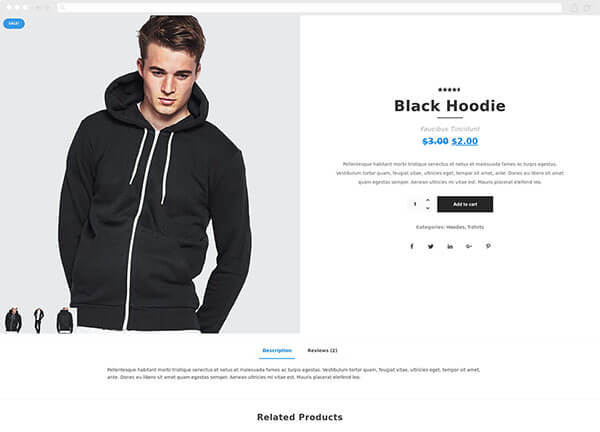 SALE!
Black Hoodie
Faucibus Tincidunt
$3.00 $2.00
Pellentesque habitant morbi tristique senectus et netus et malesuada fames ac turpis egestas.
Vestibulum tortor quam, feugiat vitae, ultricies eget, tempor sit amet, ante. Donec eu libero sit amet
quam egestas semper. Aenean ultricies mi vitae est. Mauris placerat eleifend leo.
1 Add to cart
Categories: Hoodies, T-shirts
Description Reviews (2)
Pellentesque habitant morbi tristique senectus et netus et malesuada fames ac turpis egestas. Vestibulum tortor quam, feugiat vitae, ultricies eget, tempor sit amet,
ante. Donec eu libero sit amet quam egestas semper. Aenean ultricies mi vitae est. Mauris placerat eleifend leo.
Related Products